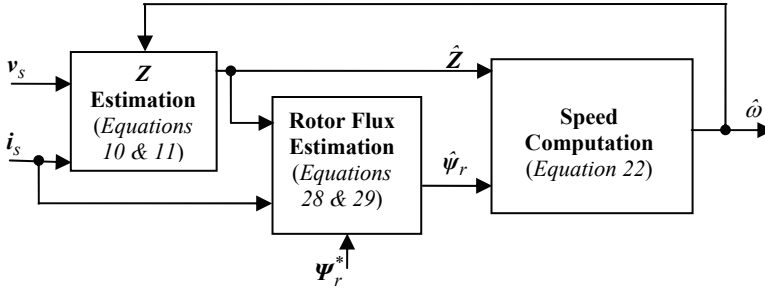 v_s
i_s
Z
Estimation
(Equations
10 & 11)
Rotor Flux
Estimation
(Equations
28 & 29)
Ψ_r^*
Ẑ
ψ̂_r
Speed
Computation
(Equation 22)
ω̂